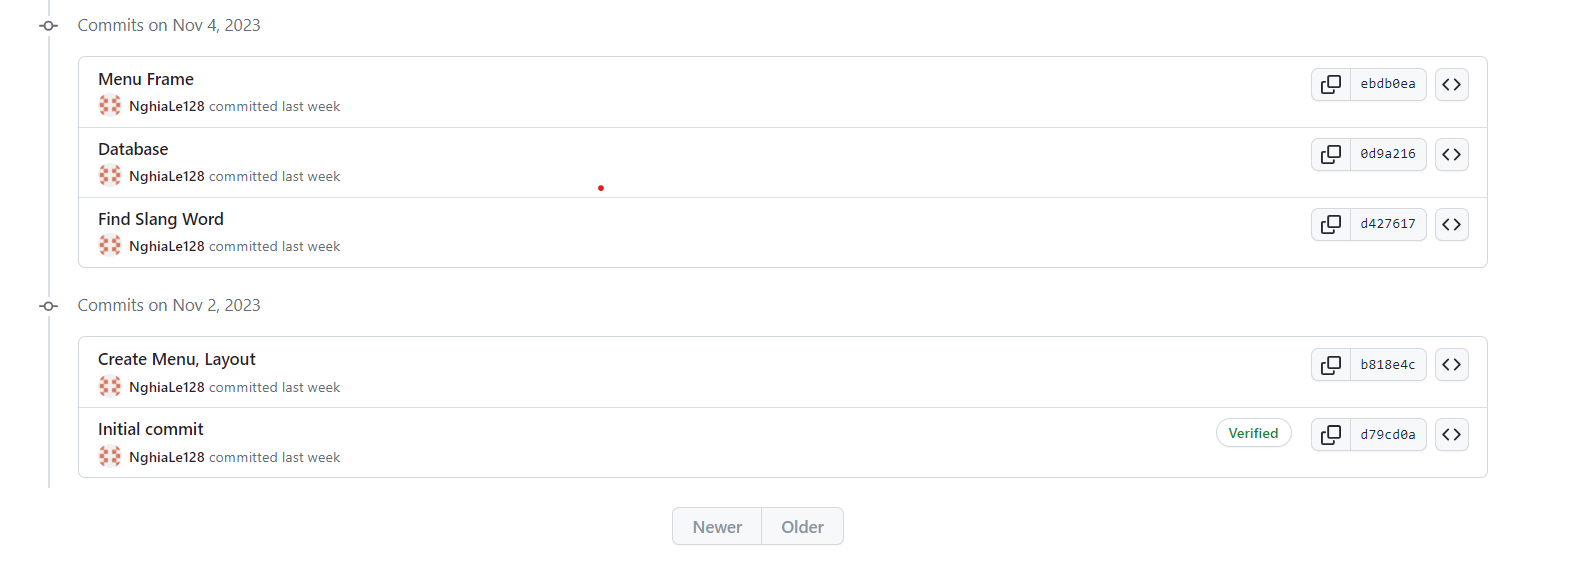 Commits on Nov 4, 2023
Menu Frame
NghiaLe128 committed last week
ebdb0ea
Database
NghiaLe128 committed last week
0d9a216
Find Slang Word
NghiaLe128 committed last week
d427617
Commits on Nov 2, 2023
Create Menu, Layout
NghiaLe128 committed last week
b818e4c
Initial commit
NghiaLe128 committed last week
Verified
d79cd0a
Newer Older